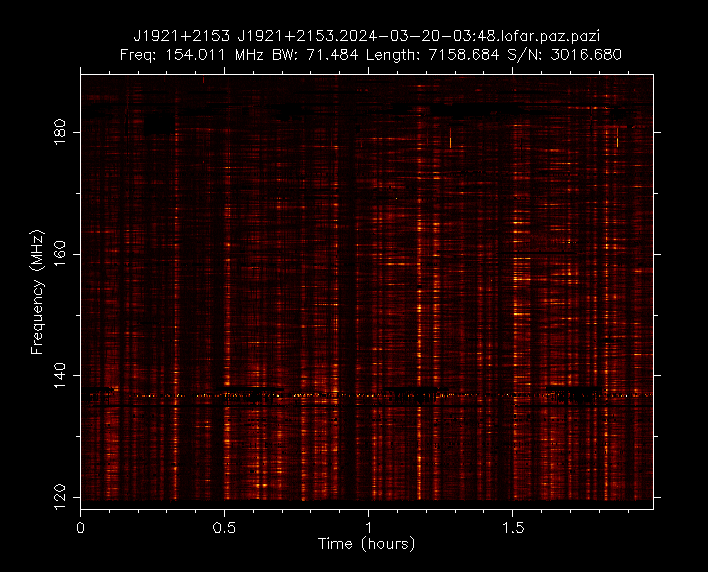 J1921+2153 J1921+2153.2024-03-20-03:48.lofar.paz.pazi
Freq: 154.011 MHz BW: 71.484 Length: 7158.684 S/N: 3016.680
180
160
140
120
Frequency (MHz)
0 0.5 1 1.5
Time (hours)